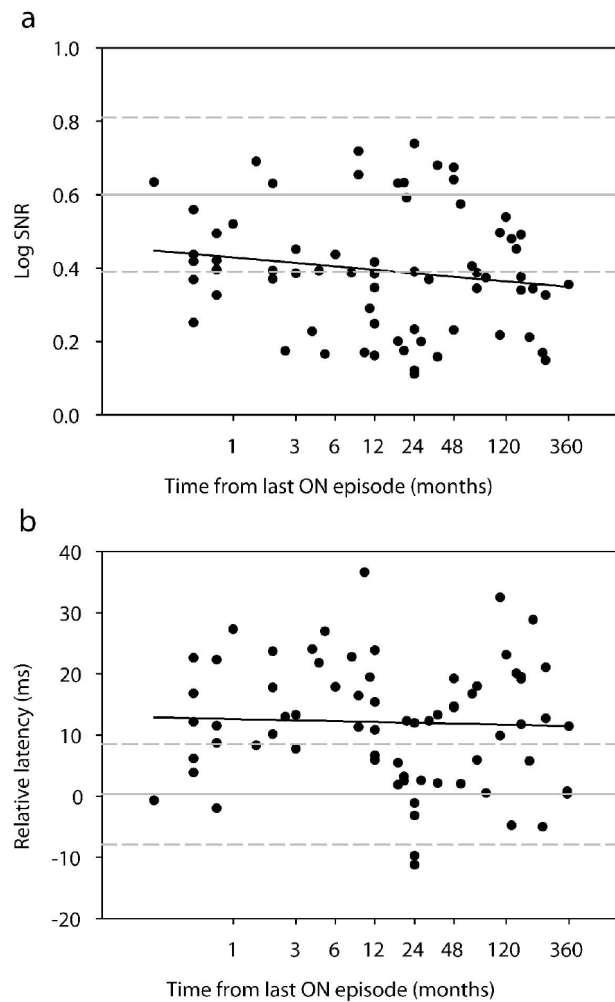 a
1.0
0.8
0.6
0.4
0.2
0.0
Log SNR
1 3 6 12 24 48 120 360
Time from last ON episode (months)
b
40
30
20
10
0
-10
-20
Relative latency (ms)
1 3 6 12 24 48 120 360
Time from last ON episode (months)